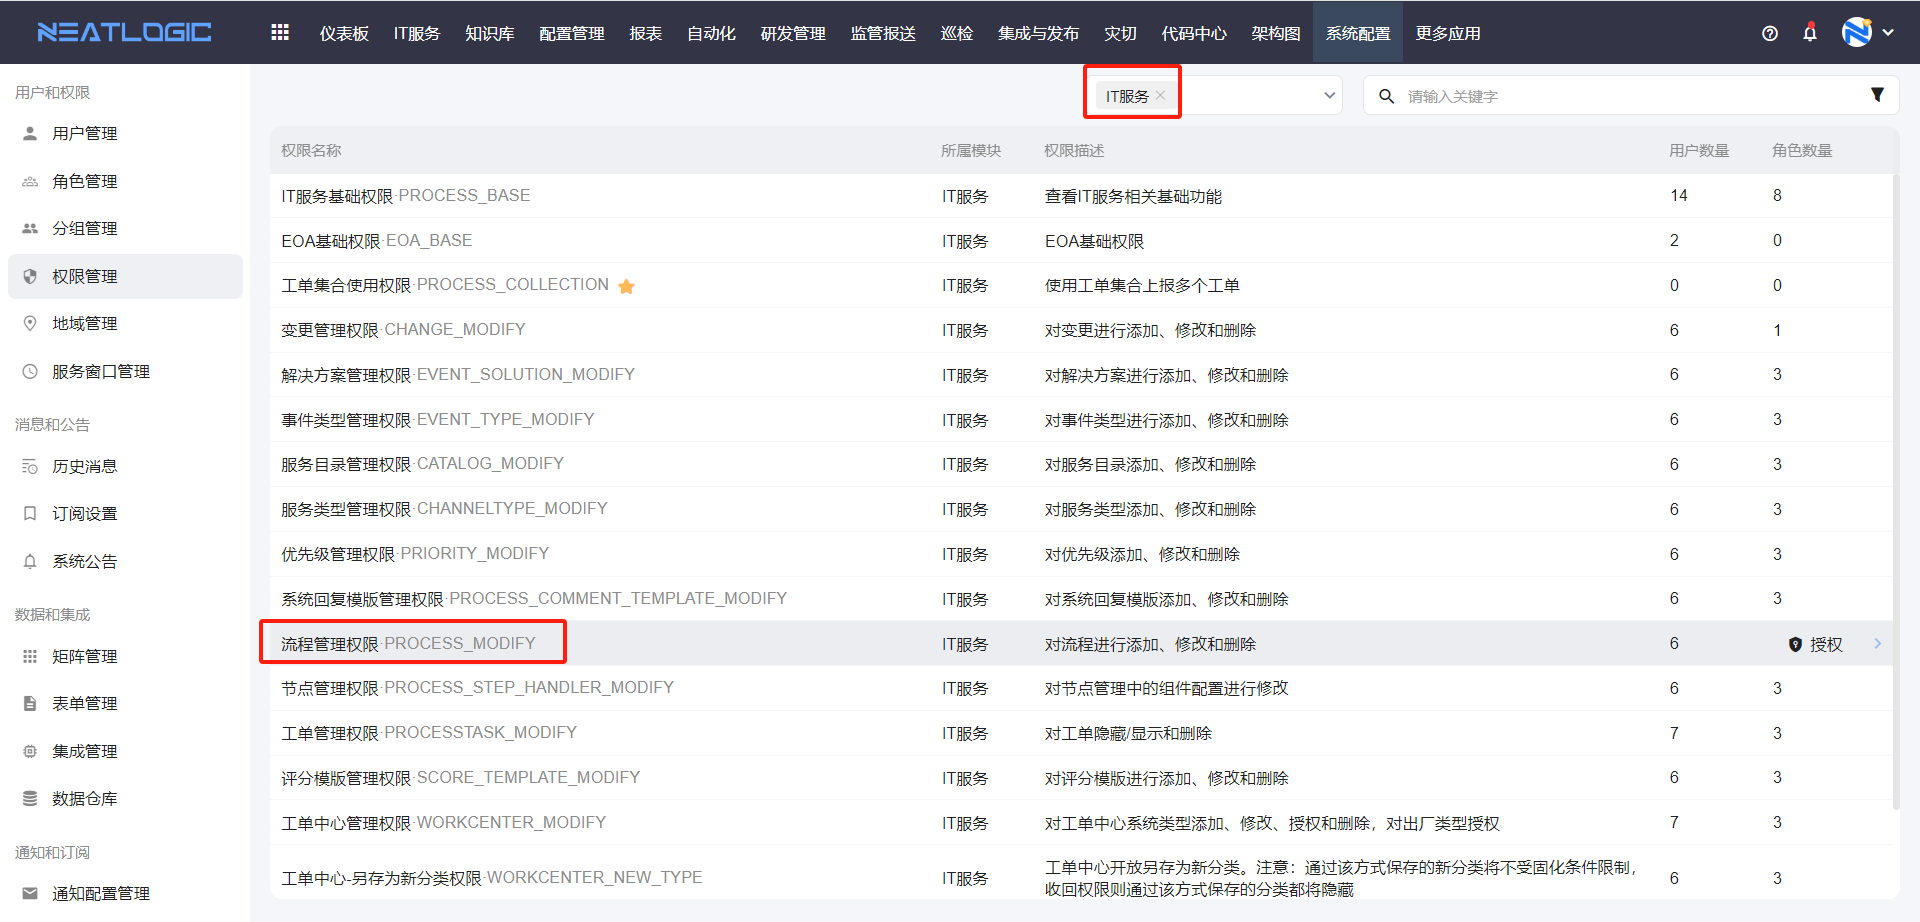 NEATLOGIC 仪表板 IT服务 知识库 配置管理 报表 自动化 研发管理 监管报送 巡检 集成与发布 灾切 代码中心 架构图 系统配置 更多应用
用户和权限
用户管理
角色管理
分组管理
权限管理
地域管理
服务窗口管理
消息和公告
历史消息
订阅设置
系统公告
数据和集成
矩阵管理
表单管理
集成管理
数据仓库
通知和订阅
通知配置管理
IT服务 × 请输入关键字
权限名称 所属模块 权限描述 用户数量 角色数量
IT服务基础权限·PROCESS_BASE IT服务 查看IT服务相关基础功能 14 8
EOA基础权限·EOA_BASE IT服务 EOA基础权限 2 0
工单集合使用权限·PROCESS_COLLECTION IT服务 使用工单集合上报多个工单 0 0
变更管理权限·CHANGE_MODIFY IT服务 对变更进行添加、修改和删除 6 1
解决方案管理权限·EVENT_SOLUTION_MODIFY IT服务 对解决方案进行添加、修改和删除 6 3
事件类型管理权限·EVENT_TYPE_MODIFY IT服务 对事件类型进行添加、修改和删除 6 3
服务目录管理权限·CATALOG_MODIFY IT服务 对服务目录添加、修改和删除 6 3
服务类型管理权限·CHANNELTYPE_MODIFY IT服务 对服务类型添加、修改和删除 6 3
优先级管理权限·PRIORITY_MODIFY IT服务 对优先级添加、修改和删除 6 3
系统回复模版管理权限·PROCESS_COMMENT_TEMPLATE_MODIFY IT服务 对系统回复模版添加、修改和删除 6 3
流程管理权限·PROCESS_MODIFY IT服务 对流程进行添加、修改和删除 6 授权
节点管理权限·PROCESS_STEP_HANDLER_MODIFY IT服务 对节点管理中的组件配置进行修改 6 3
工单管理权限·PROCESSTASK_MODIFY IT服务 对工单隐藏/显示和删除 7 3
评分模版管理权限·SCORE_TEMPLATE_MODIFY IT服务 对评分模版进行添加、修改和删除 6 3
工单中心管理权限·WORKCENTER_MODIFY IT服务 对工单中心系统类型添加、修改、授权和删除，对出厂类型授权 7 3
工单中心-另存为新分类权限·WORKCENTER_NEW_TYPE IT服务 工单中心开放另存为新分类。注意：通过该方式保存的新分类将不受固化条件限制， 6 3
收回权限则通过该方式保存的分类都将隐藏